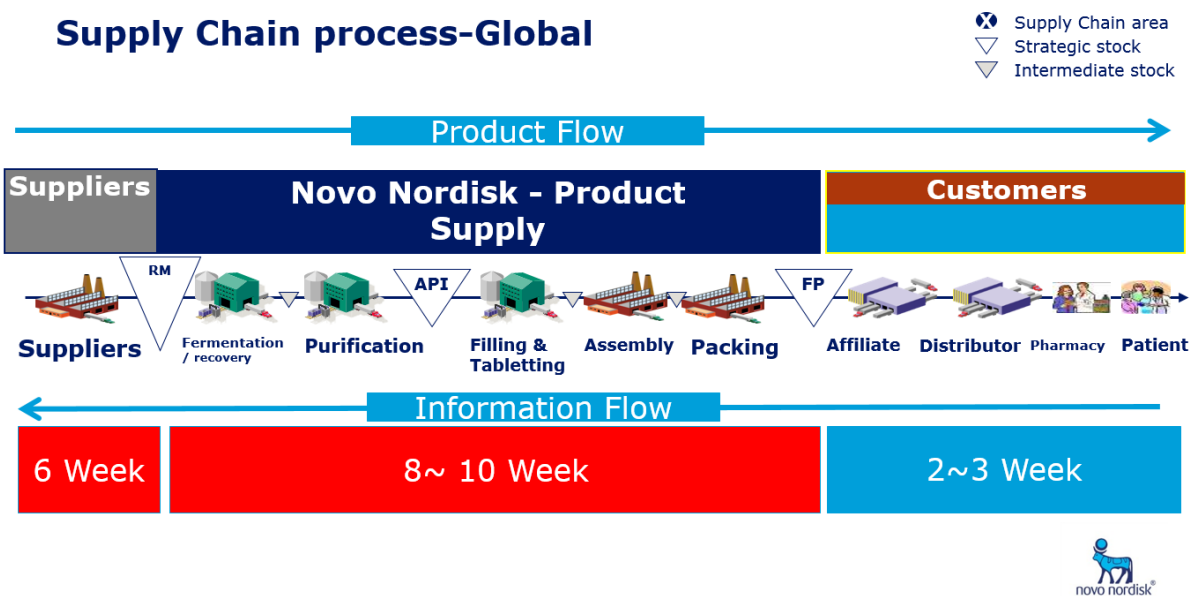 Supply Chain process-Global
X Supply Chain area
Strategic stock
Intermediate stock
Product Flow
Suppliers
Novo Nordisk - Product
Supply
Customers
RM
API
FP
Suppliers
Fermentation
/ recovery
Purification
Filling &
Tabletting
Assembly
Packing
Affiliate
Distributor
Pharmacy
Patient
Information Flow
6 Week
8~ 10 Week
2~3 Week
novo nordisk®